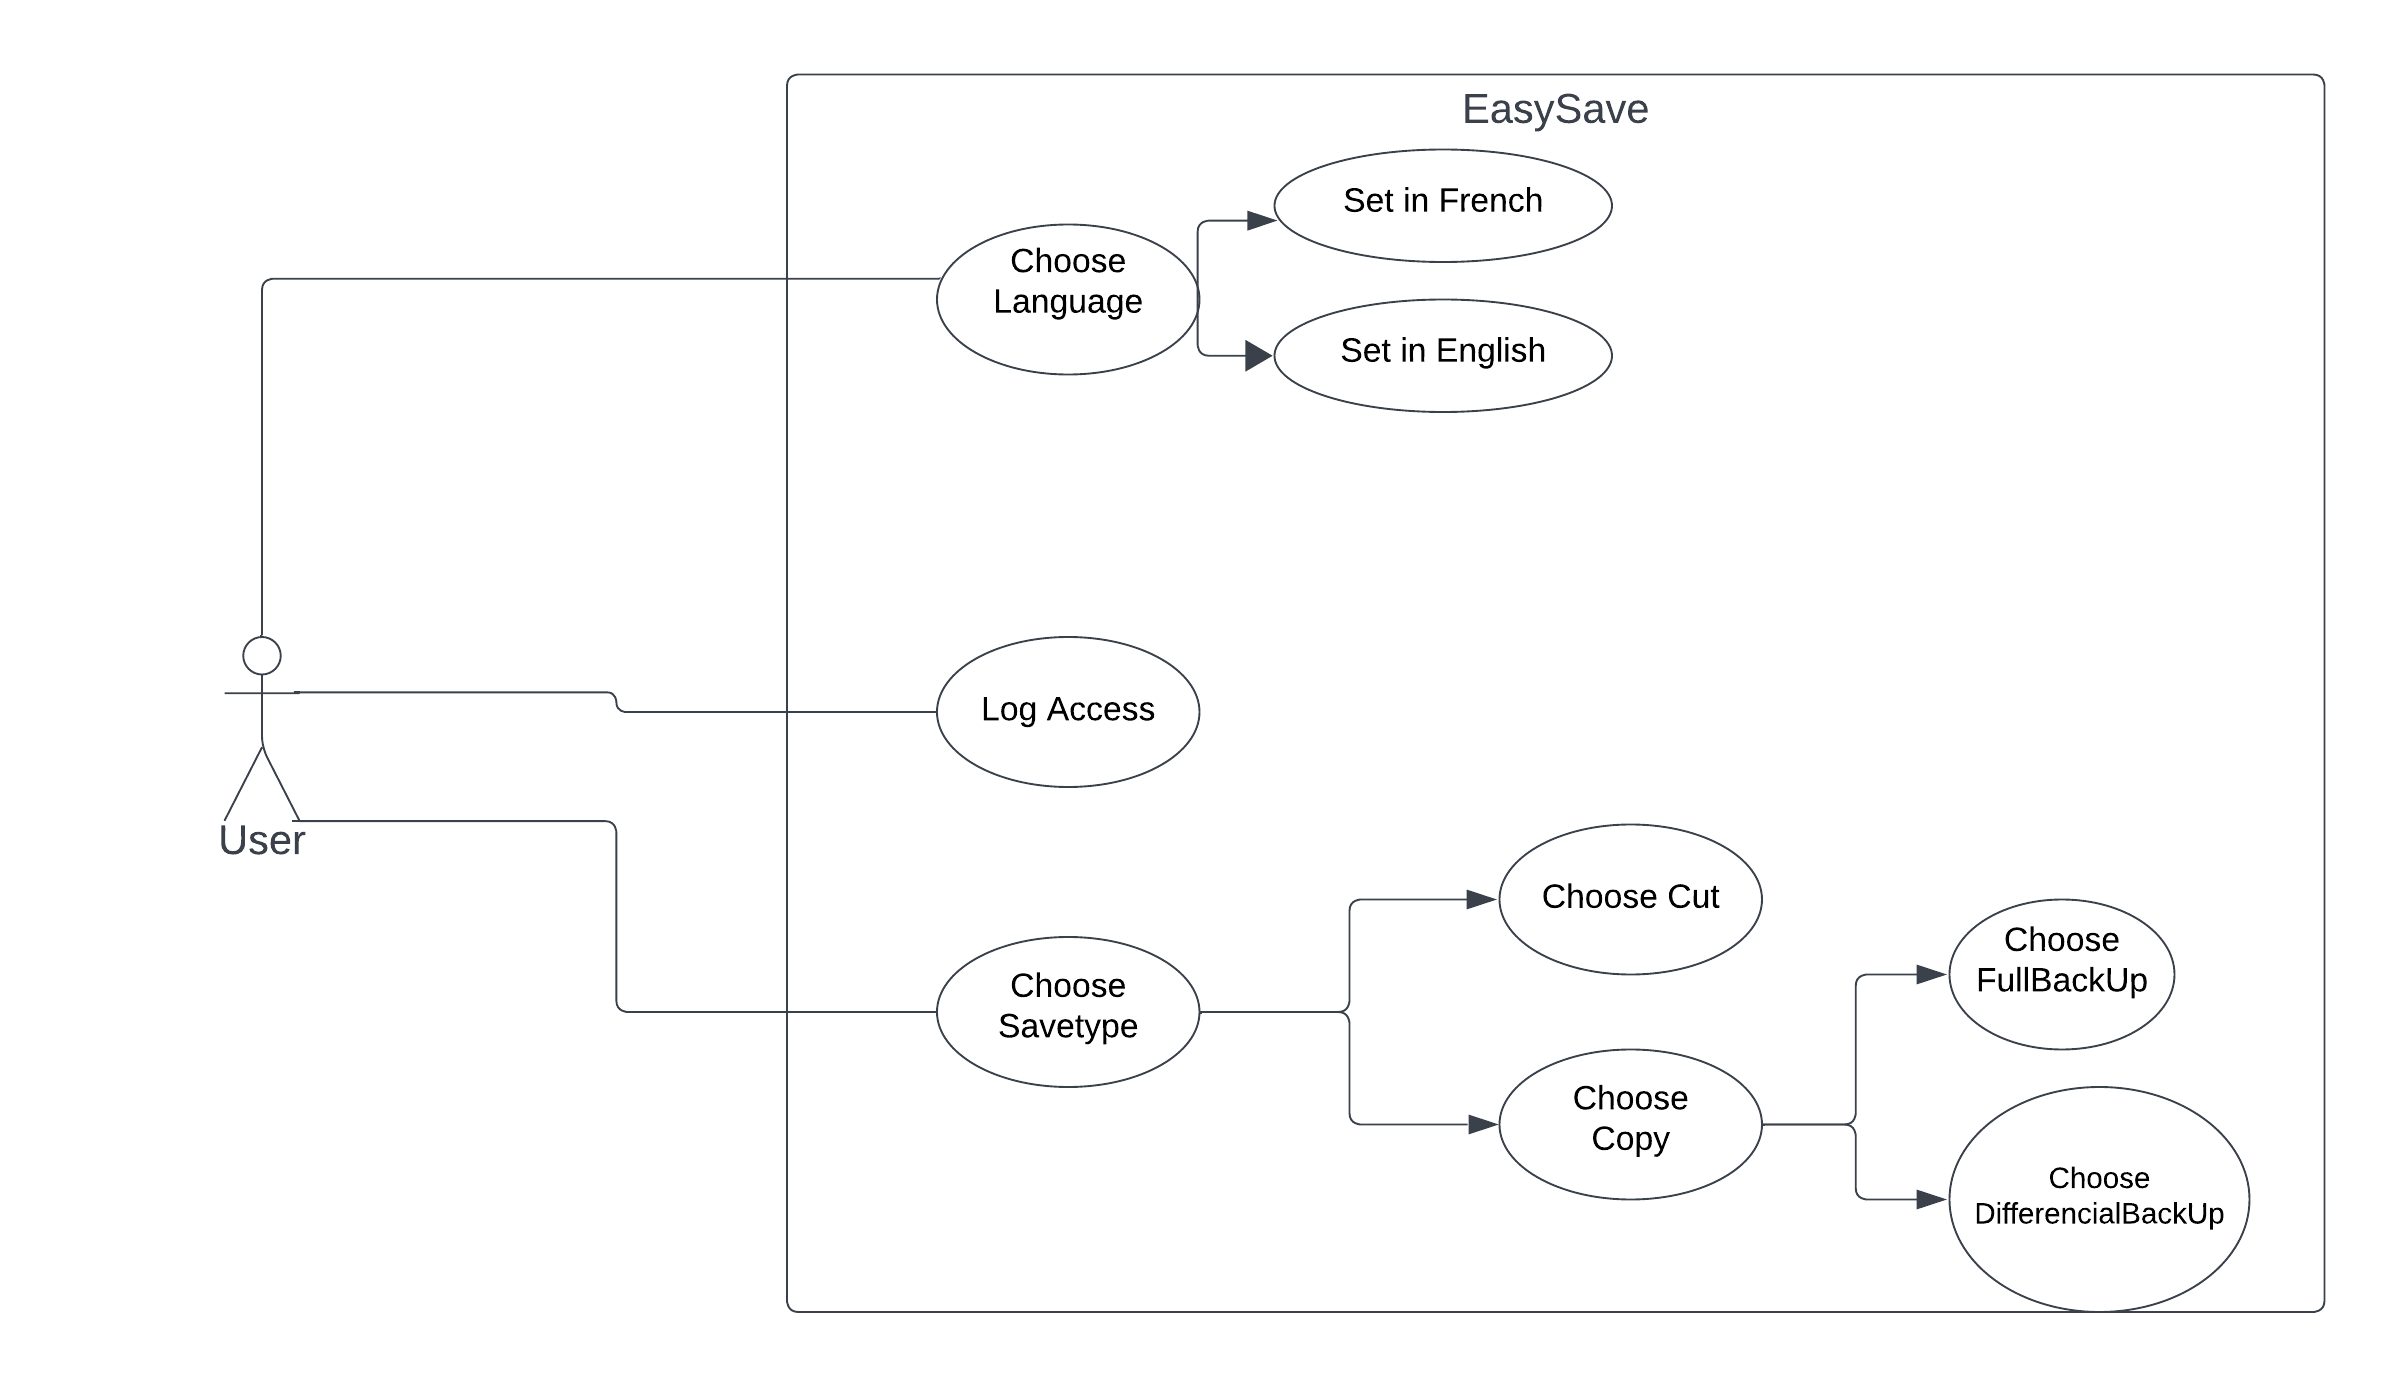 EasySave
Set in French
Choose
Language
Set in English
Log Access
User
Choose Cut
Choose
FullBackUp
Choose
Savetype
Choose
Copy
Choose
DifferencialBackUp